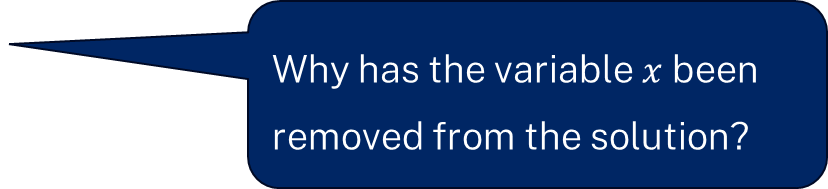 Why has the variable x been
removed from the solution?